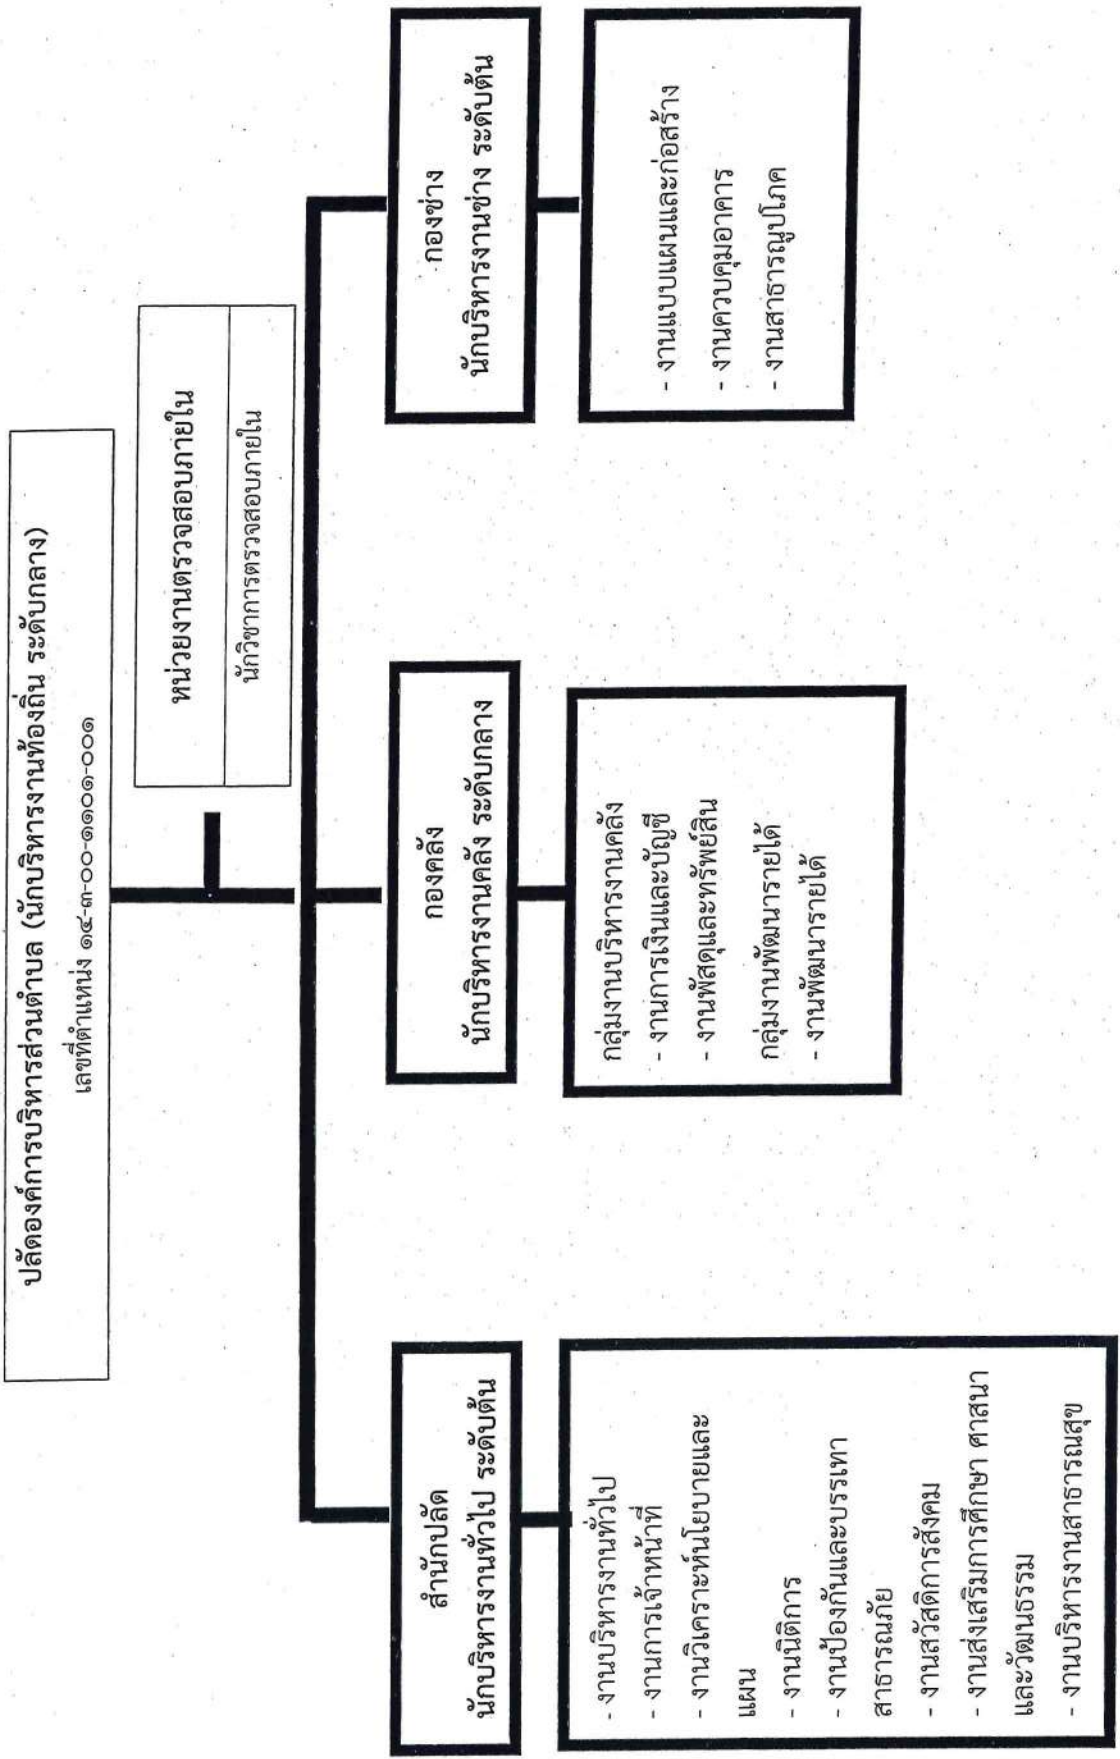 ปลัดองค์การบริหารส่วนตำบล (นักบริหารงานท้องถิ่น ระดับกลาง)
เลขที่ตำแหน่ง ๑๔-๓-๐๐-๑๑๐๑-๐๐๑
หน่วยงานตรวจสอบภายใน
นักวิชาการตรวจสอบภายใน
สำนักปลัด
นักบริหารงานทั่วไป ระดับต้น
- งานบริหารงานทั่วไป
- งานการเจ้าหน้าที่
- งานวิเคราะห์นโยบายและ
แผน
- งานนิติการ
- งานป้องกันและบรรเทา
สาธารณภัย
- งานสวัสดิการสังคม
- งานส่งเสริมการศึกษา ศาสนา
และวัฒนธรรม
- งานบริหารงานสาธารณสุข
กองคลัง
นักบริหารงานคลัง ระดับกลาง
กลุ่มงานบริหารงานคลัง
- งานการเงินและบัญชี
- งานพัสดุและทรัพย์สิน
กลุ่มงานพัฒนารายได้
- งานพัฒนารายได้
กองช่าง
นักบริหารงานช่าง ระดับต้น
- งานแบบแผนและก่อสร้าง
- งานควบคุมอาคาร
- งานสาธารณูปโภค